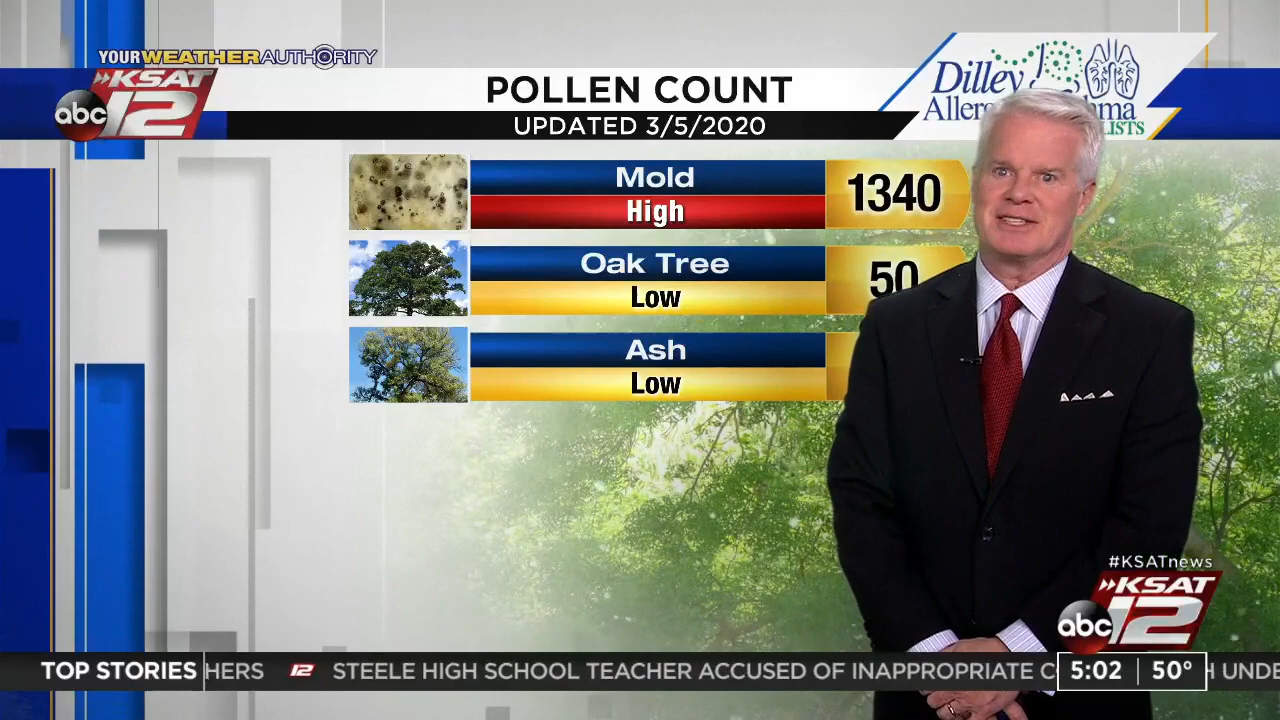 YOURWEATHERAUTHORITY
KSAT
abc 12
POLLEN COUNT
UPDATED 3/5/2020
Dilley
LISTS
Mold
High
1340
Oak Tree
Low
50
Ash
Low
#KSATnews
KSAT
abc 12
TOP STORIES
HERS 12 STEELE HIGH SCHOOL TEACHER ACCUSED OF INAPPROPRIATE
5:02 50°
UNDE